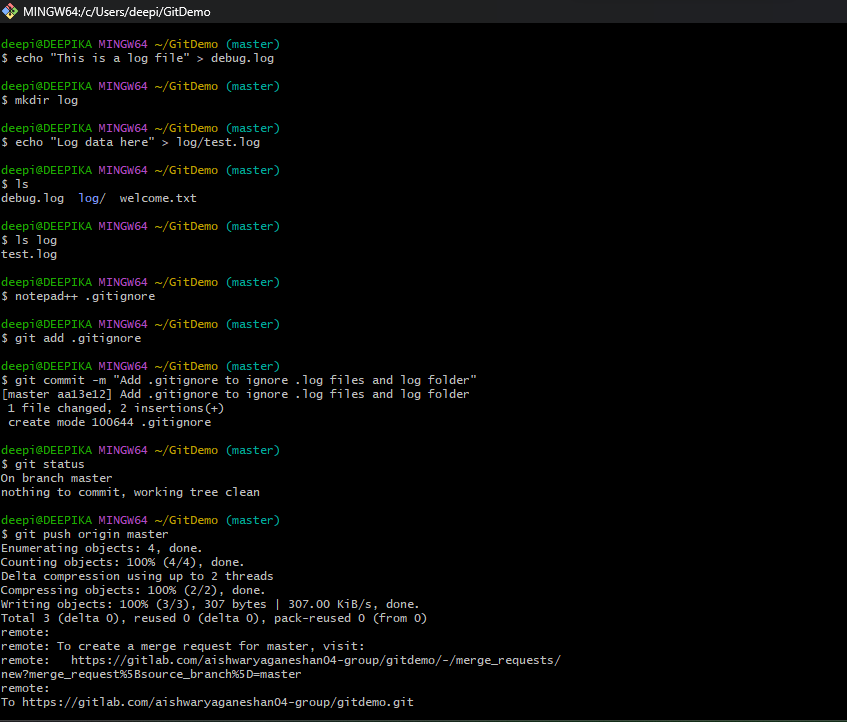 MINGW64:/c/Users/deepi/GitDemo
deepi@DEEPIKA MINGW64 ~/GitDemo (master)
$ echo "This is a log file" > debug.log
deepi@DEEPIKA MINGW64 ~/GitDemo (master)
$ mkdir log
deepi@DEEPIKA MINGW64 ~/GitDemo (master)
$ echo "Log data here" > log/test.log
deepi@DEEPIKA MINGW64 ~/GitDemo (master)
$ ls
debug.log  log/  welcome.txt
deepi@DEEPIKA MINGW64 ~/GitDemo (master)
$ ls log
test.log
deepi@DEEPIKA MINGW64 ~/GitDemo (master)
$ notepad++ .gitignore
deepi@DEEPIKA MINGW64 ~/GitDemo (master)
$ git add .gitignore
deepi@DEEPIKA MINGW64 ~/GitDemo (master)
$ git commit -m "Add .gitignore to ignore .log files and log folder"
[master aa13e12] Add .gitignore to ignore .log files and log folder
 1 file changed, 2 insertions(+)
 create mode 100644 .gitignore
deepi@DEEPIKA MINGW64 ~/GitDemo (master)
$ git status
On branch master
nothing to commit, working tree clean
deepi@DEEPIKA MINGW64 ~/GitDemo (master)
$ git push origin master
Enumerating objects: 4, done.
Counting objects: 100% (4/4), done.
Delta compression using up to 2 threads
Compressing objects: 100% (2/2), done.
Writing objects: 100% (3/3), 307 bytes | 307.00 KiB/s, done.
Total 3 (delta 0), reused 0 (delta 0), pack-reused 0 (from 0)
remote:
remote: To create a merge request for master, visit:
remote:   https://gitlab.com/aishwaryaganeshan04-group/gitdemo/-/merge_requests/
new?merge_request%5Bsource_branch%5D=master
remote:
To https://gitlab.com/aishwaryaganeshan04-group/gitdemo.git